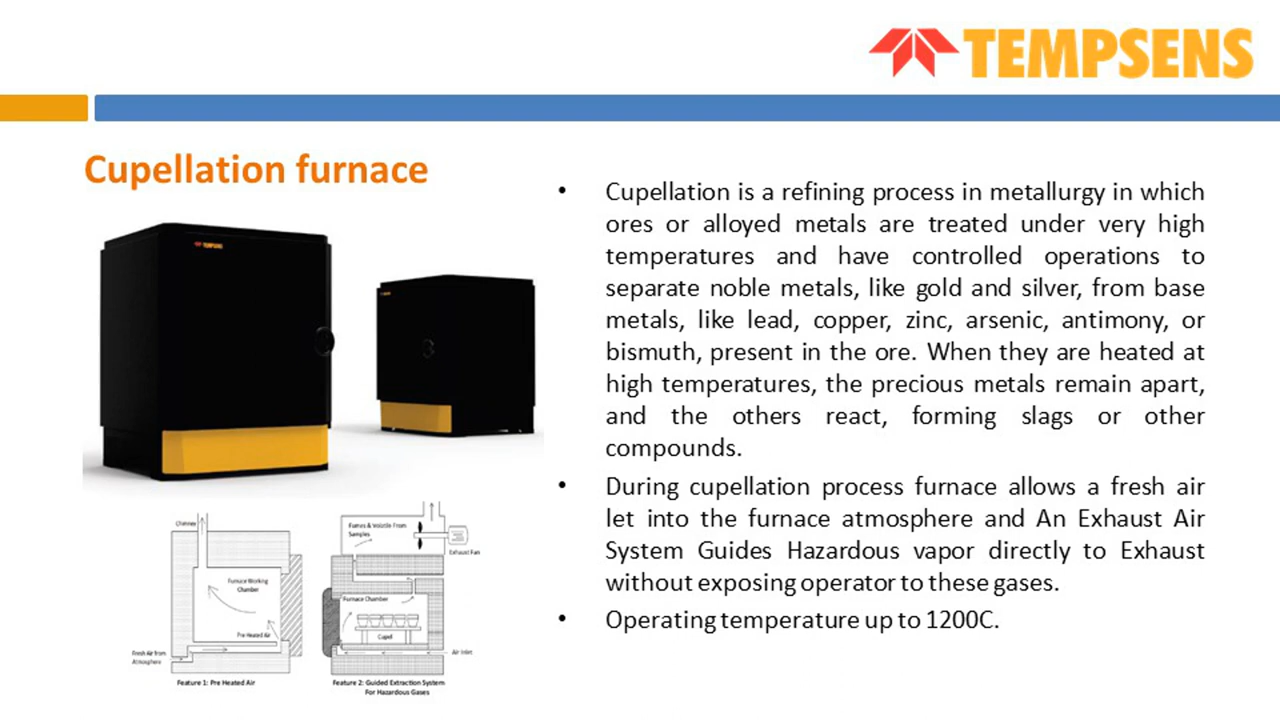 TEMPSENS
Cupellation furnace
TEMPSENS
• Cupellation is a refining process in metallurgy in which
ores or alloyed metals are treated under very high
temperatures and have controlled operations to
separate noble metals, like gold and silver, from base
metals, like lead, copper, zinc, arsenic, antimony, or
bismuth, present in the ore. When they are heated at
high temperatures, the precious metals remain apart,
and the others react, forming slags or other
compounds.
• During cupellation process furnace allows a fresh air
let into the furnace atmosphere and An Exhaust Air
System Guides Hazardous vapor directly to Exhaust
without exposing operator to these gases.
• Operating temperature up to 1200C.
Chimney
Furnace Working
Chamber
Pre Heated Air
Fresh Air from
Atmosphere
Feature 1: Pre Heated Air
Fumes & Volatile From
Samples
Exhaust Fan
Furnace Chamber
Cupel
Air Inlet
Feature 2: Guided Extraction System
For Hazardous Gases